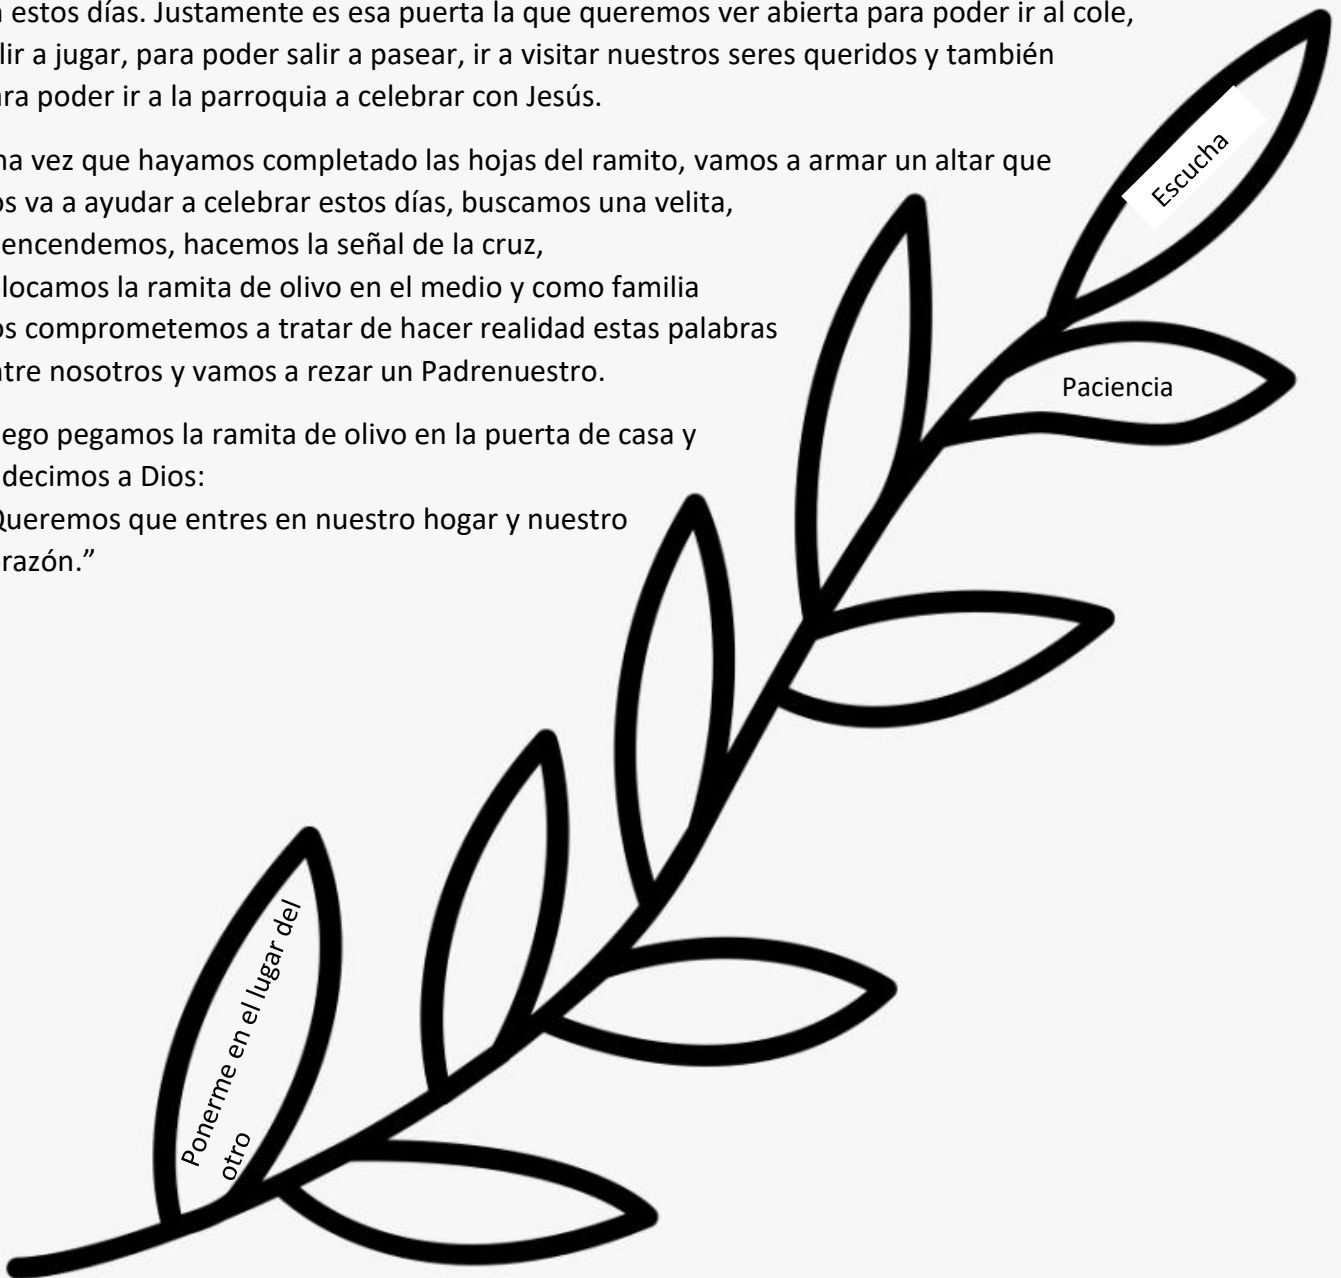 estos días. Justamente es esa puerta la que queremos ver abierta para poder ir al cole,
lir a jugar, para poder salir a pasear, ir a visitar nuestros seres queridos y también
ra poder ir a la parroquia a celebrar con Jesús.
na vez que hayamos completado las hojas del ramito, vamos a armar un altar que
os va a ayudar a celebrar estos días, buscamos una velita,
encendemos, hacemos la señal de la cruz,
locamos la ramita de olivo en el medio y como familia
os comprometemos a tratar de hacer realidad estas palabras
tre nosotros y vamos a rezar un Padrenuestro.
ego pegamos la ramita de olivo en la puerta de casa y
decimos a Dios:
Queremos que entres en nuestro hogar y nuestro
razón.”
Escucha
Paciencia
Ponerme en el lugar del
otro